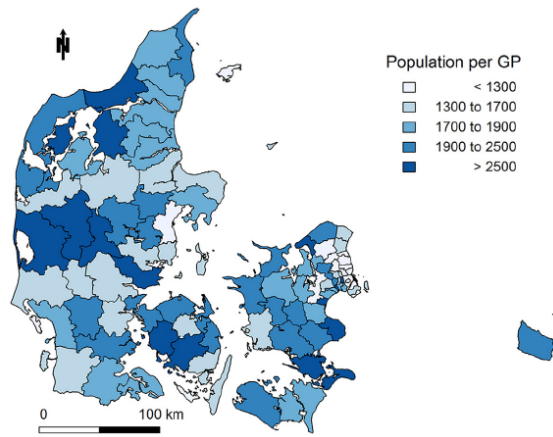 N
Population per GP
< 1300
1300 to 1700
1700 to 1900
1900 to 2500
> 2500
0 100 km